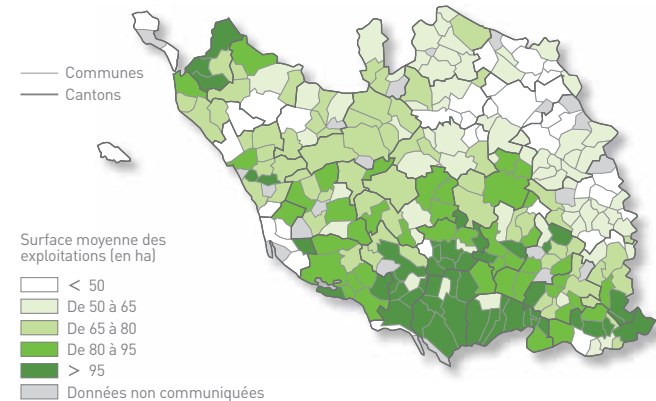 Communes
Cantons
Surface moyenne des
exploitations (en ha)
< 50
De 50 à 65
De 65 à 80
De 80 à 95
> 95
Données non communiquées